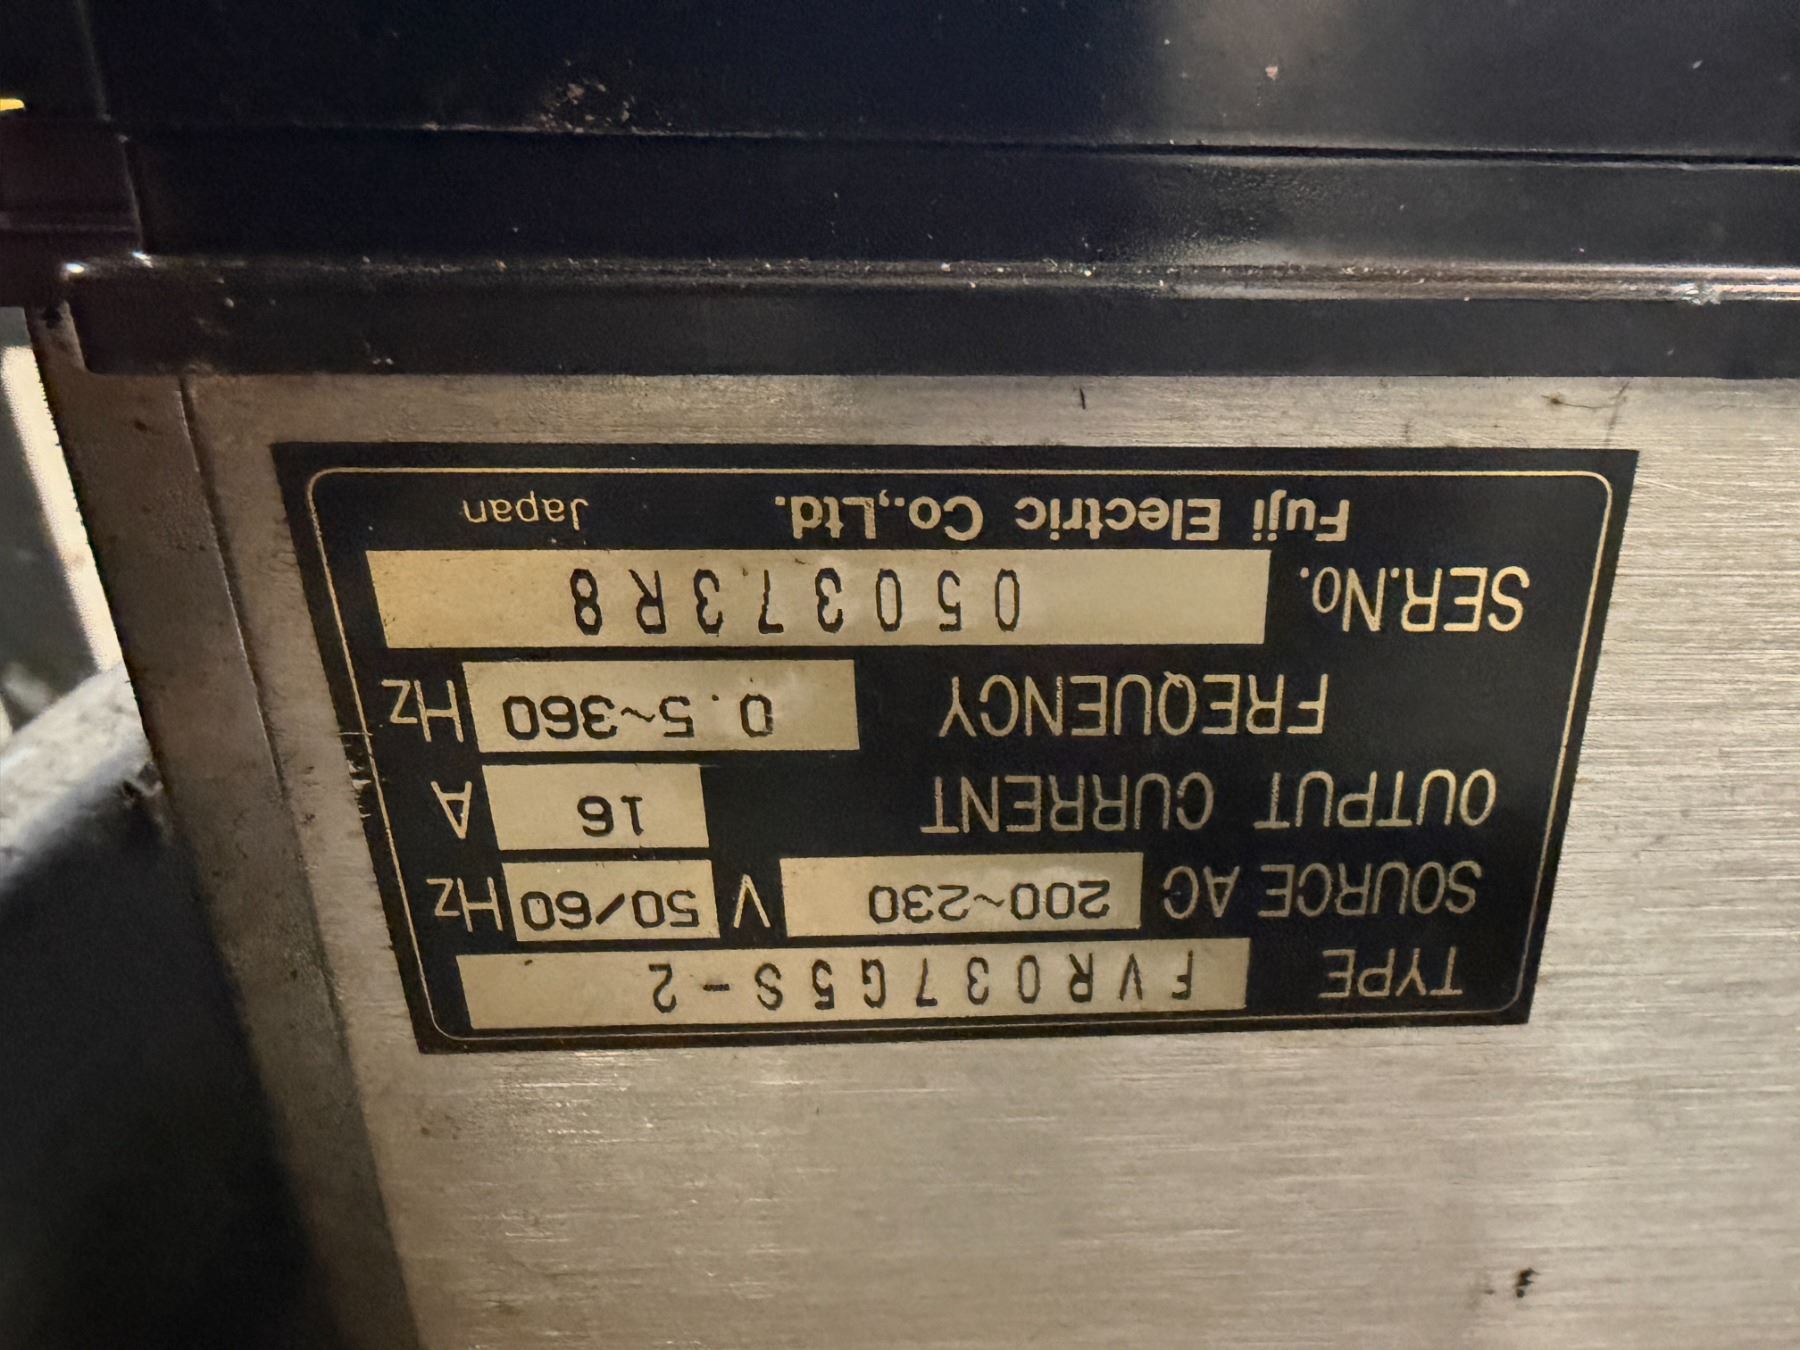 TYPE FVR037G5S-2
SOURCE AC 200~230 V 50/60 Hz
OUTPUT CURRENT 16 A
FREQUENCY 0.5~360 Hz
SER.No. 050373R8
Fuji Electric Co.,Ltd. Japan